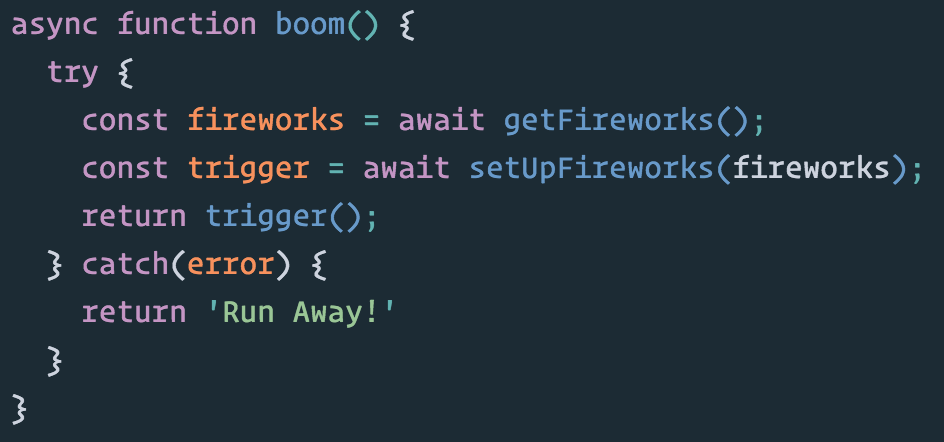 async function boom() {
  try {
    const fireworks = await getFireworks();
    const trigger = await setUpFireworks(fireworks);
    return trigger();
  } catch(error) {
    return 'Run Away!'
  }
}